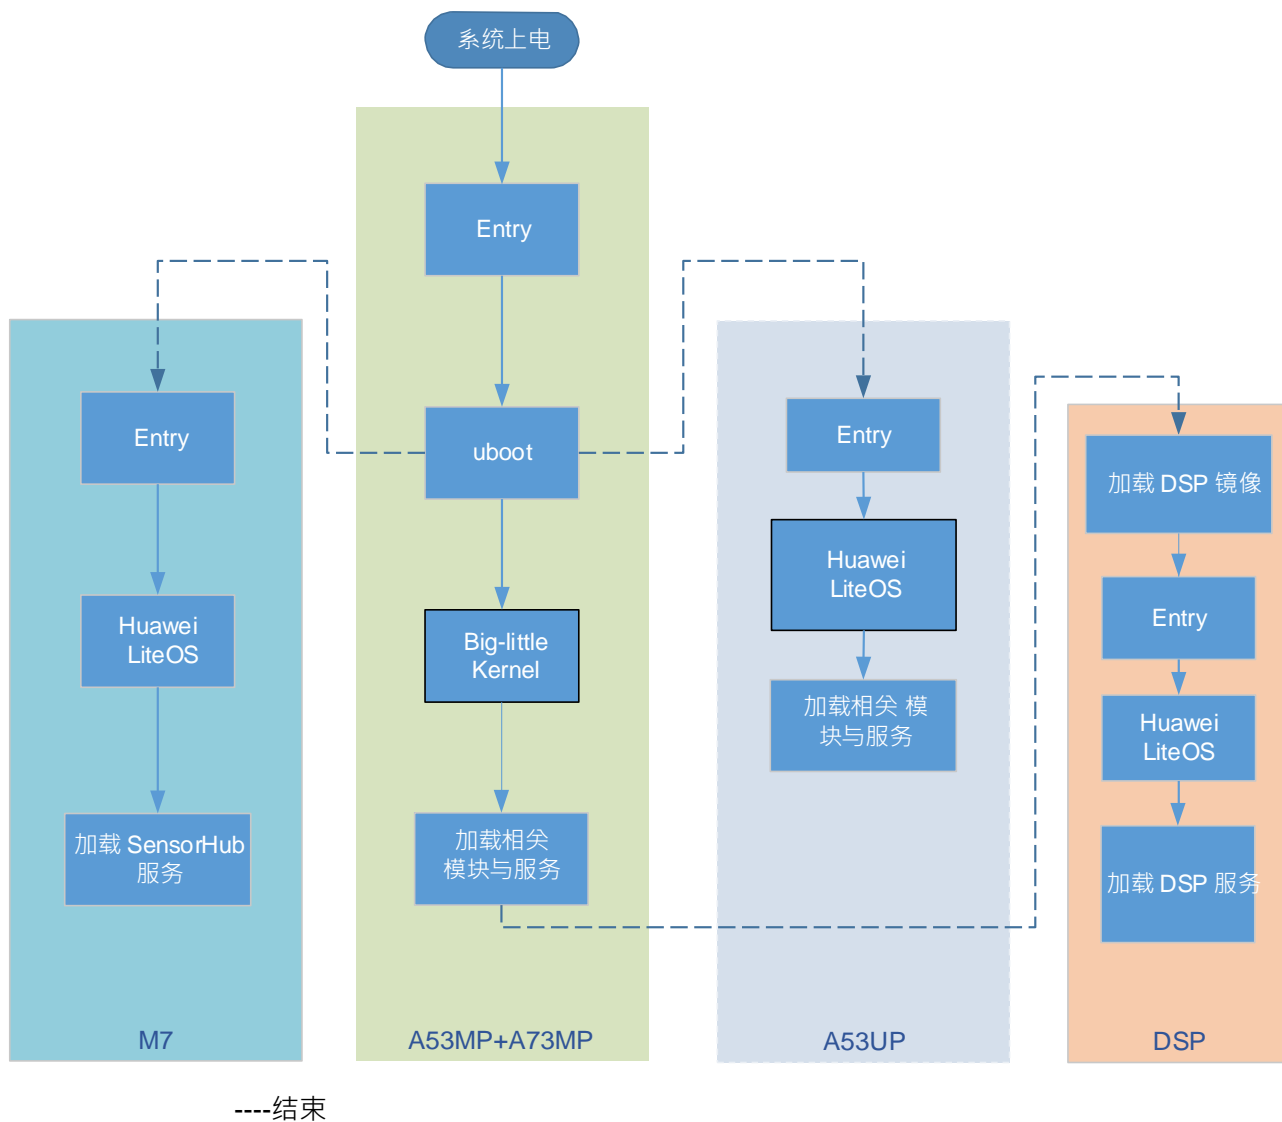 系统上电
Entry
Entry
uboot
Entry
加载 DSP 镜像
Huawei
LiteOS
Entry
Huawei
LiteOS
Big-little
Kernel
加载相关 模
块与服务
Huawei
LiteOS
加载 SensorHub
服务
加载相关
模块与服务
加载 DSP 服务
M7
A53MP+A73MP
A53UP
DSP
----结束